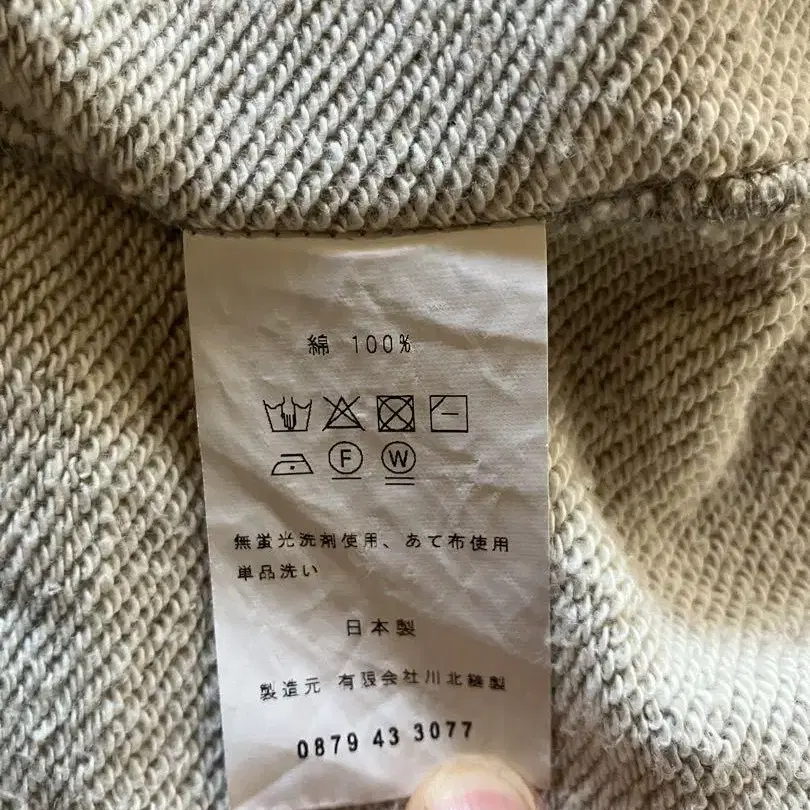 綿 100%
F W
無蛍光洗剤使用、あて布使用
単品洗い
日本製
製造元 有限会社川北縫製
0879 43 3077